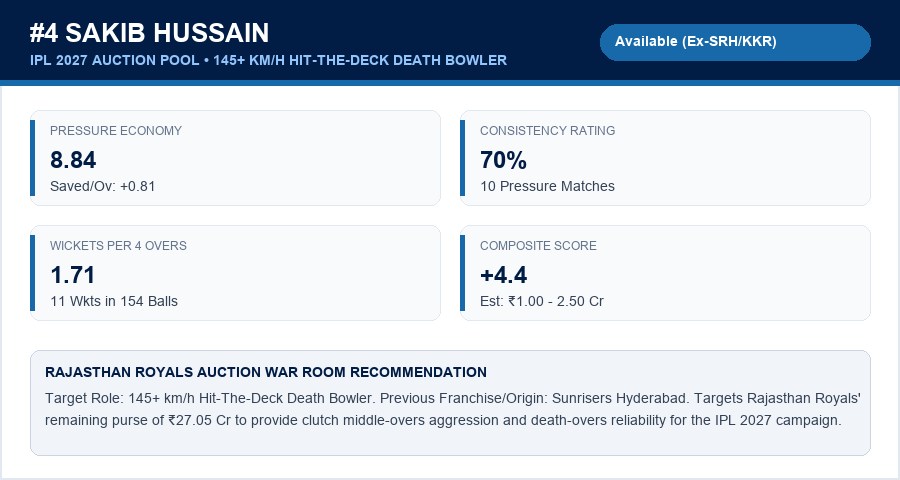 #4 SAKIB HUSSAIN
IPL 2027 AUCTION POOL • 145+ KM/H HIT-THE-DECK DEATH BOWLER
Available (Ex-SRH/KKR)
PRESSURE ECONOMY
8.84
Saved/Ov: +0.81
CONSISTENCY RATING
70%
10 Pressure Matches
WICKETS PER 4 OVERS
1.71
11 Wkts in 154 Balls
COMPOSITE SCORE
+4.4
Est: ₹1.00 - 2.50 Cr
RAJASTHAN ROYALS AUCTION WAR ROOM RECOMMENDATION
Target Role: 145+ km/h Hit-The-Deck Death Bowler. Previous Franchise/Origin: Sunrisers Hyderabad. Targets Rajasthan Royals'
remaining purse of ₹27.05 Cr to provide clutch middle-overs aggression and death-overs reliability for the IPL 2027 campaign.